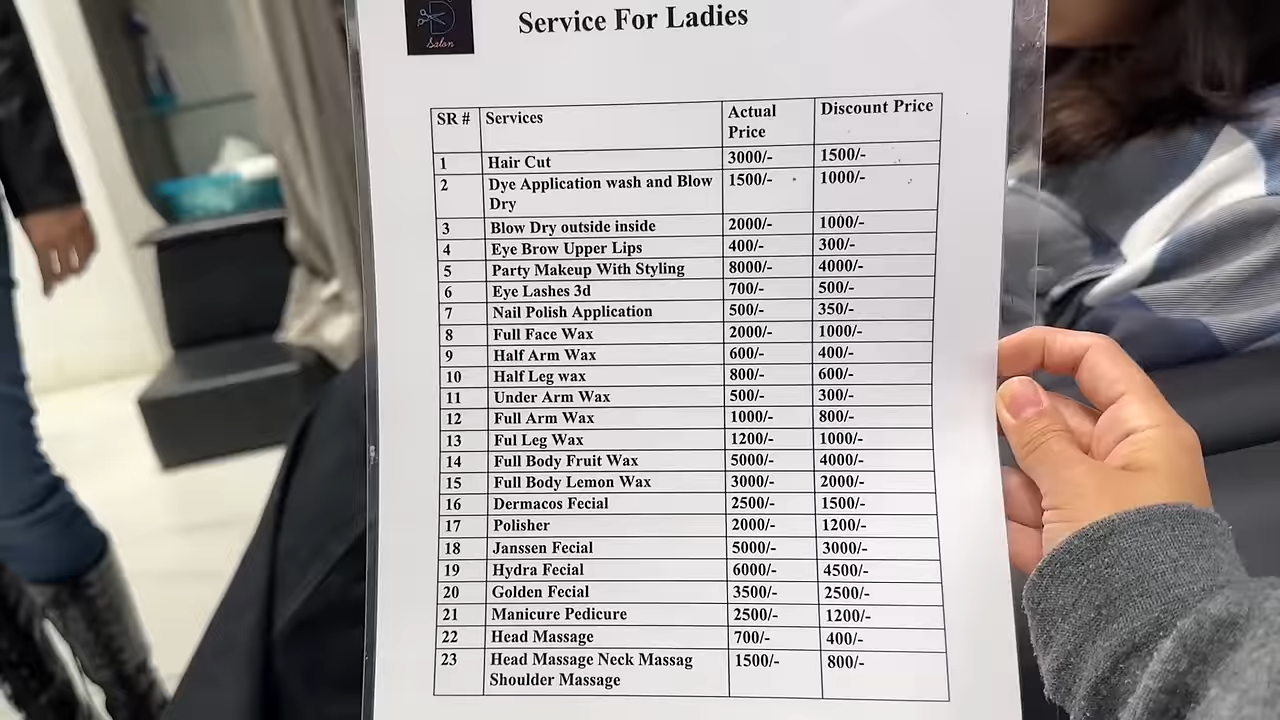 Salon
Service For Ladies
SR # Services Actual Price Discount Price
1 Hair Cut 3000/- 1500/-
2 Dye Application wash and Blow Dry 1500/- 1000/-
3 Blow Dry outside inside 2000/- 1000/-
4 Eye Brow Upper Lips 400/- 300/-
5 Party Makeup With Styling 8000/- 4000/-
6 Eye Lashes 3d 700/- 500/-
7 Nail Polish Application 500/- 350/-
8 Full Face Wax 2000/- 1000/-
9 Half Arm Wax 600/- 400/-
10 Half Leg wax 800/- 600/-
11 Under Arm Wax 500/- 300/-
12 Full Arm Wax 1000/- 800/-
13 Ful Leg Wax 1200/- 1000/-
14 Full Body Fruit Wax 5000/- 4000/-
15 Full Body Lemon Wax 3000/- 2000/-
16 Dermacos Fecial 2500/- 1500/-
17 Polisher 2000/- 1200/-
18 Janssen Fecial 5000/- 3000/-
19 Hydra Fecial 6000/- 4500/-
20 Golden Fecial 3500/- 2500/-
21 Manicure Pedicure 2500/- 1200/-
22 Head Massage 700/- 400/-
23 Head Massage Neck Massag Shoulder Massage 1500/- 800/-